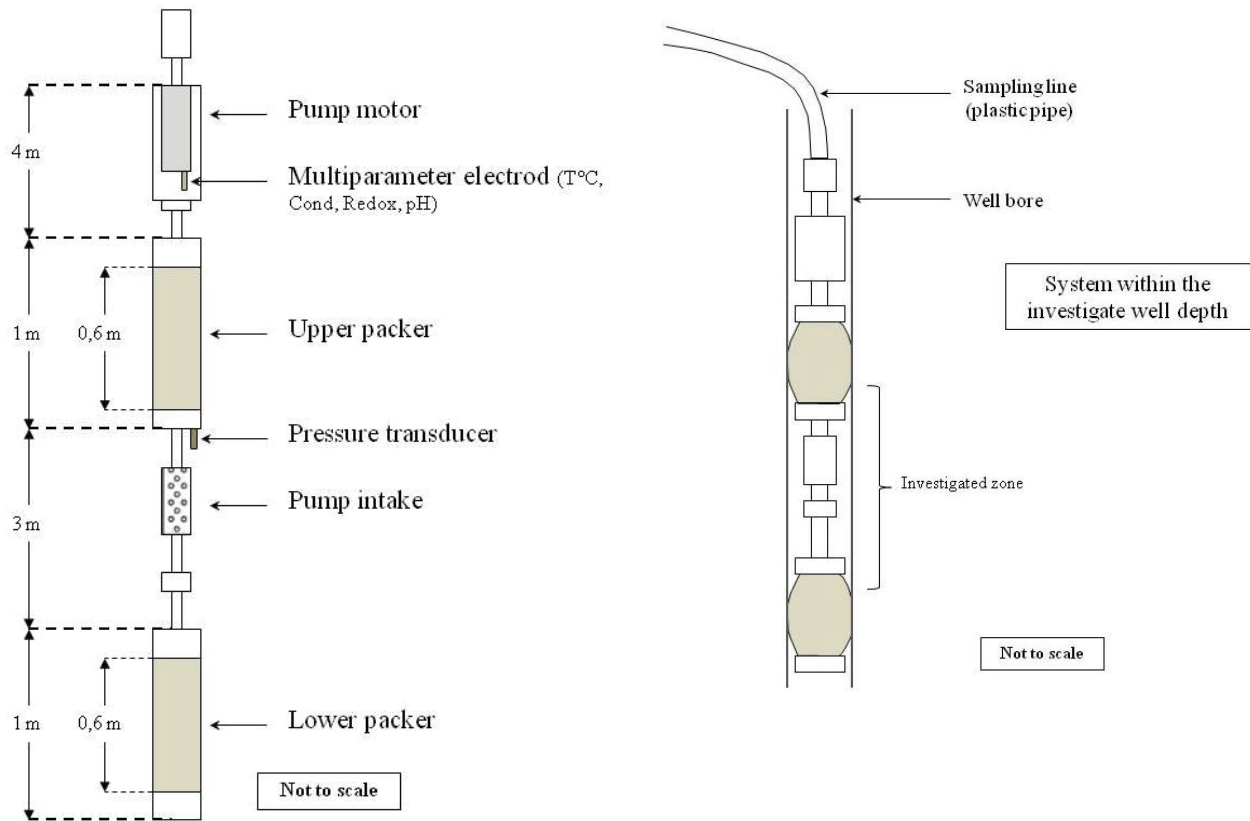 4 m
Pump motor
Multiparameter electrod (T°C,
Cond, Redox, pH)
1 m
0,6 m
Upper packer
Pressure transducer
3 m
Pump intake
1 m
0,6 m
Lower packer
Not to scale
Sampling line
(plastic pipe)
Well bore
System within the
investigate well depth
Investigated zone
Not to scale